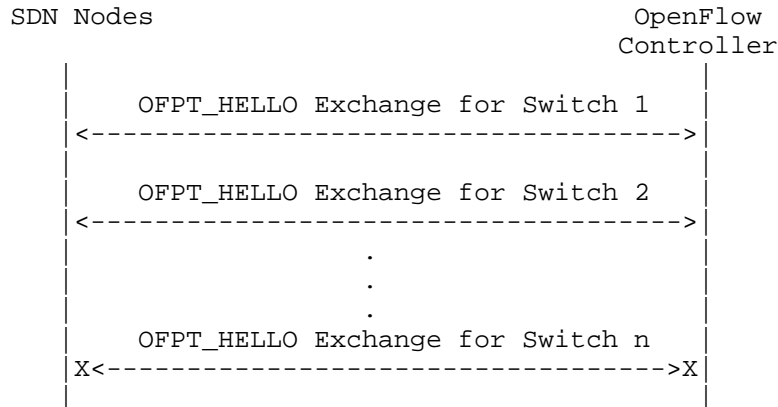 SDN Nodes OpenFlow
Controller
OFPT_HELLO Exchange for Switch 1
|<------------------------------------->|
OFPT_HELLO Exchange for Switch 2
|<------------------------------------->|
.
.
.
OFPT_HELLO Exchange for Switch n
|X<----------------------------------->X|